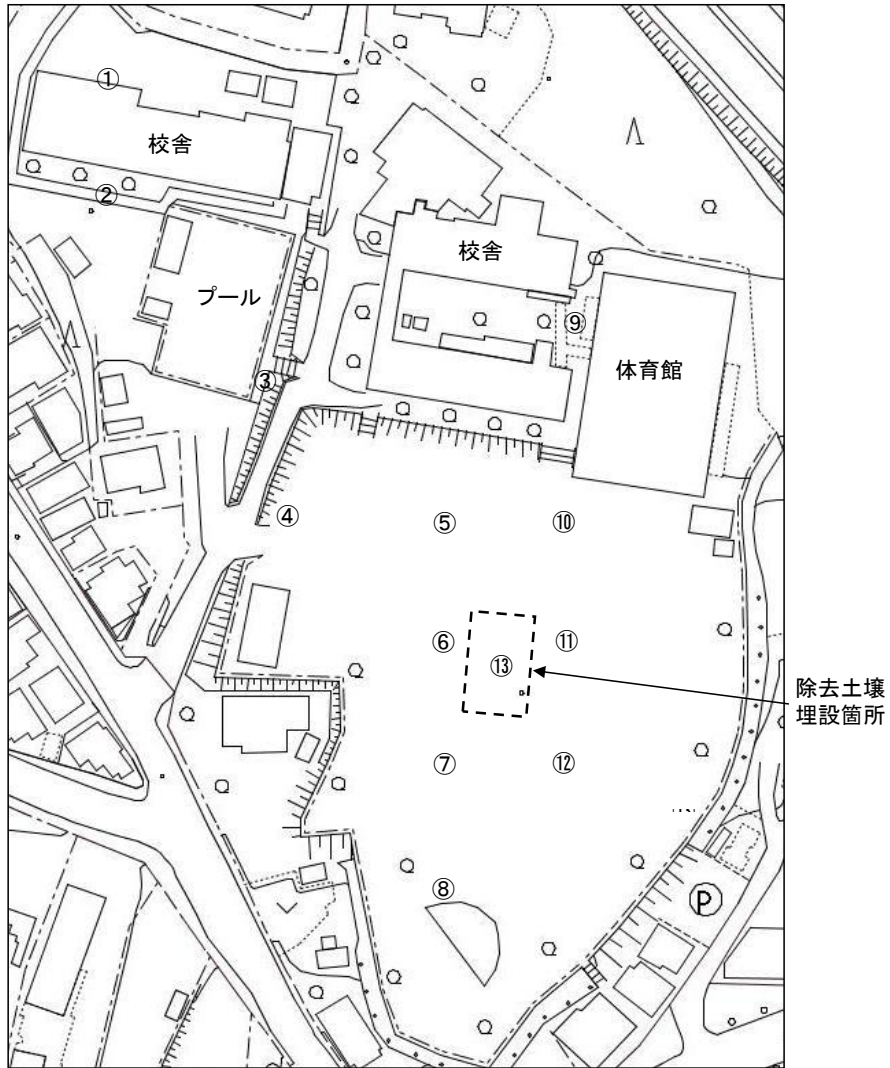 ①
校舎
②
校舎
プール
⑨
体育館
③
④
⑤
⑩
⑥
⑪
⑬
除去土壌
埋設箇所
⑦
⑫
⑧
P